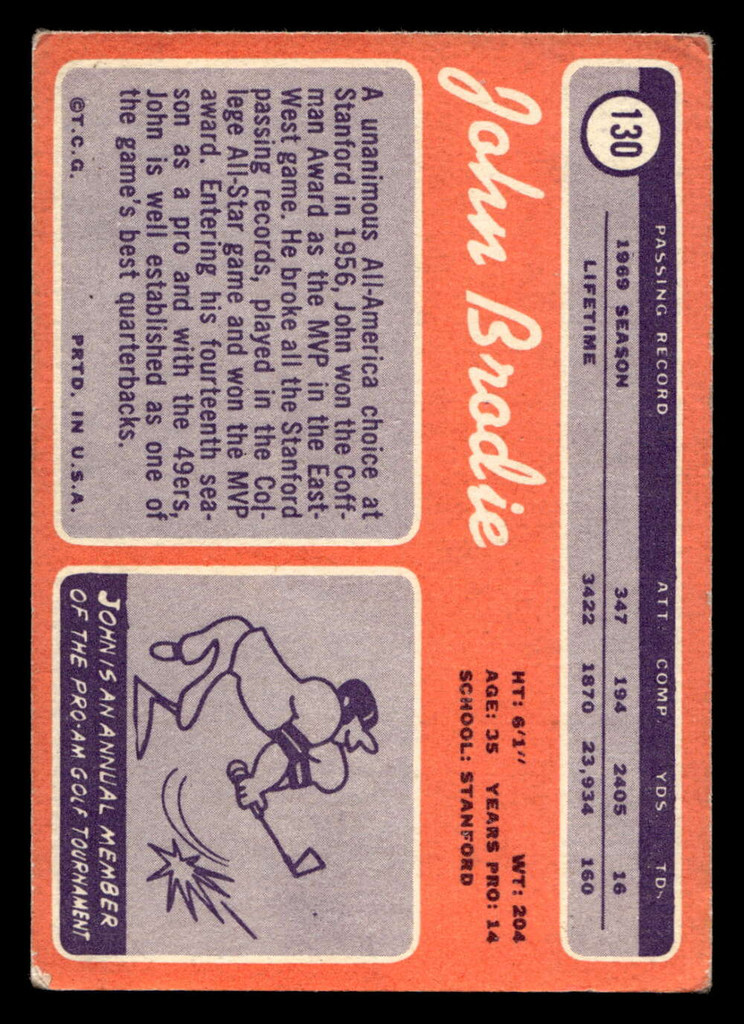 130
PASSING RECORD ATT. COMP. YDS. TD.
1969 SEASON 347 194 2405 16
LIFETIME 3422 1870 23,934 160
John Brodie
HT: 6'1" WT: 204
AGE: 35 YEARS PRO: 14
SCHOOL: STANFORD
A unanimous All-America choice at
Stanford in 1956, John won the Coff-
man Award as the MVP in the East-
West game. He broke all the Stanford
passing records, played in the Col-
lege All-Star game and won the MVP
award. Entering his fourteenth sea-
son as a pro and with the 49ers,
John is well established as one of
the game's best quarterbacks.
©T.C.G. PRTD. IN U.S.A.
JOHN IS AN ANNUAL MEMBER
OF THE PRO-AM GOLF TOURNAMENT